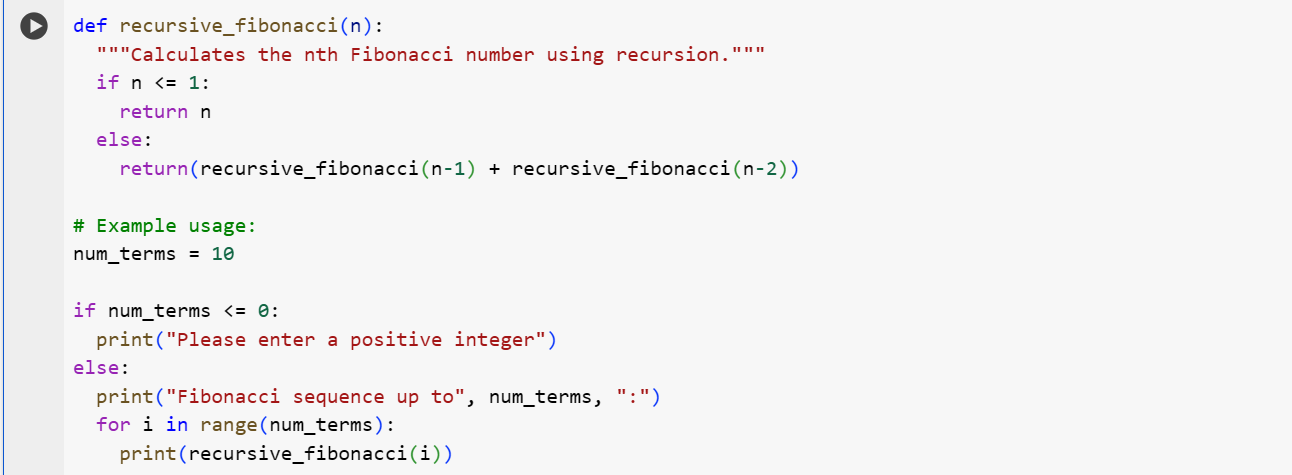 def recursive_fibonacci(n):
  """Calculates the nth Fibonacci number using recursion."""
  if n <= 1:
    return n
  else:
    return(recursive_fibonacci(n-1) + recursive_fibonacci(n-2))

# Example usage:
num_terms = 10

if num_terms <= 0:
  print("Please enter a positive integer")
else:
  print("Fibonacci sequence up to", num_terms, ":")
  for i in range(num_terms):
    print(recursive_fibonacci(i))